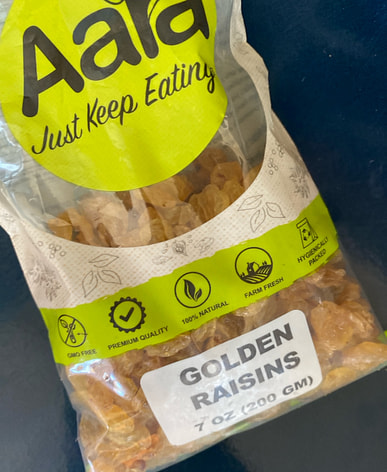 Aara
Just Keep Eating
GMO FREE
PREMIUM QUALITY
100% NATURAL
FARM FRESH
HYGIENICALLY
PACKED
GOLDEN
RAISINS
7 OZ (200 GM)